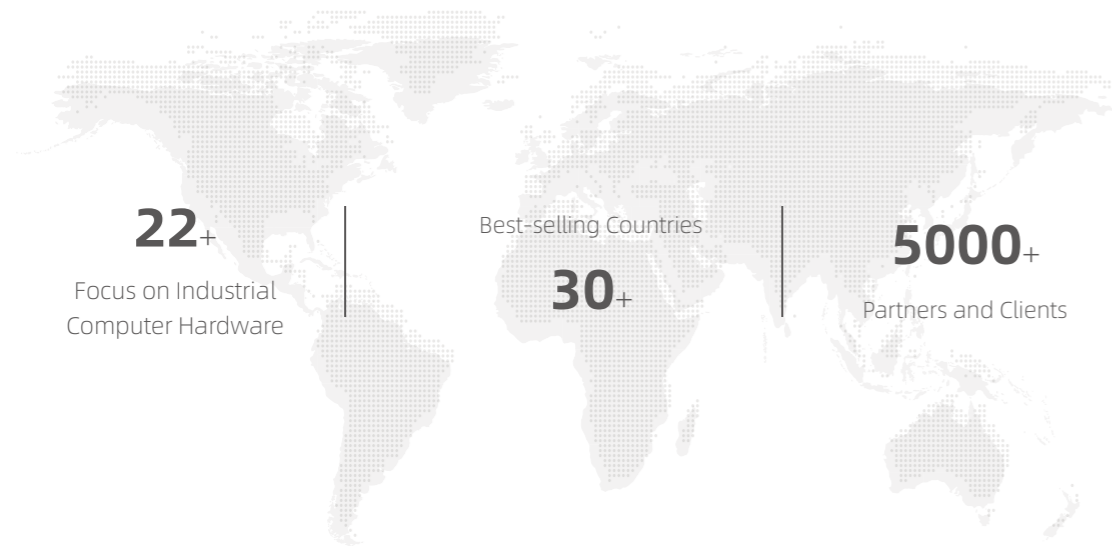 22+
Focus on Industrial
Computer Hardware
Best-selling Countries
30+
5000+
Partners and Clients